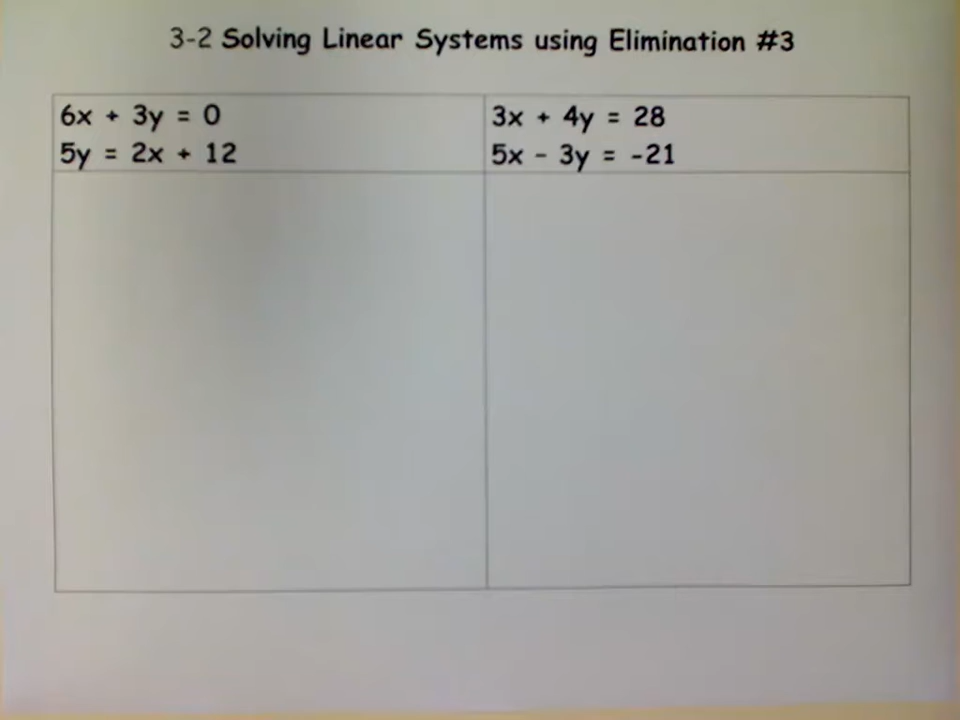 3-2 Solving Linear Systems using Elimination #3
6x + 3y = 0
5y = 2x + 12
3x + 4y = 28
5x - 3y = -21